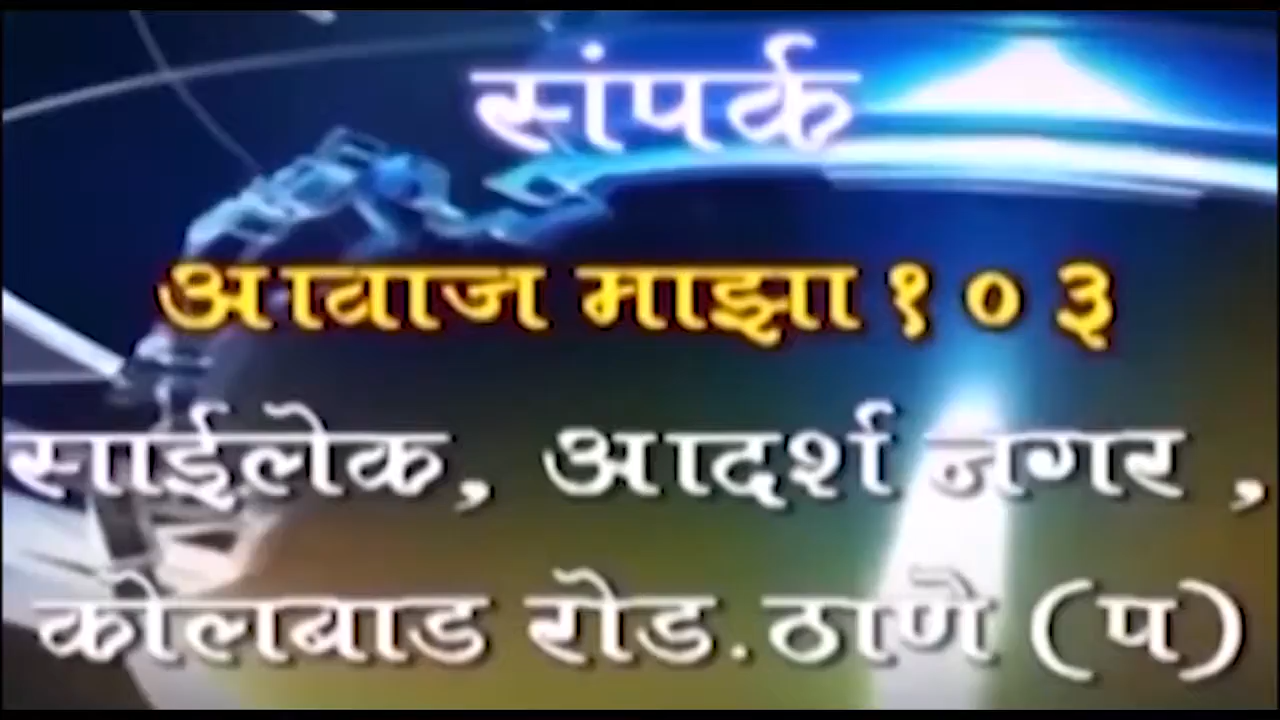 संपर्क
आवाज माझा १०३
साईलेक, आदर्श नगर,
कोलबाड रोड.ठाणे (प)